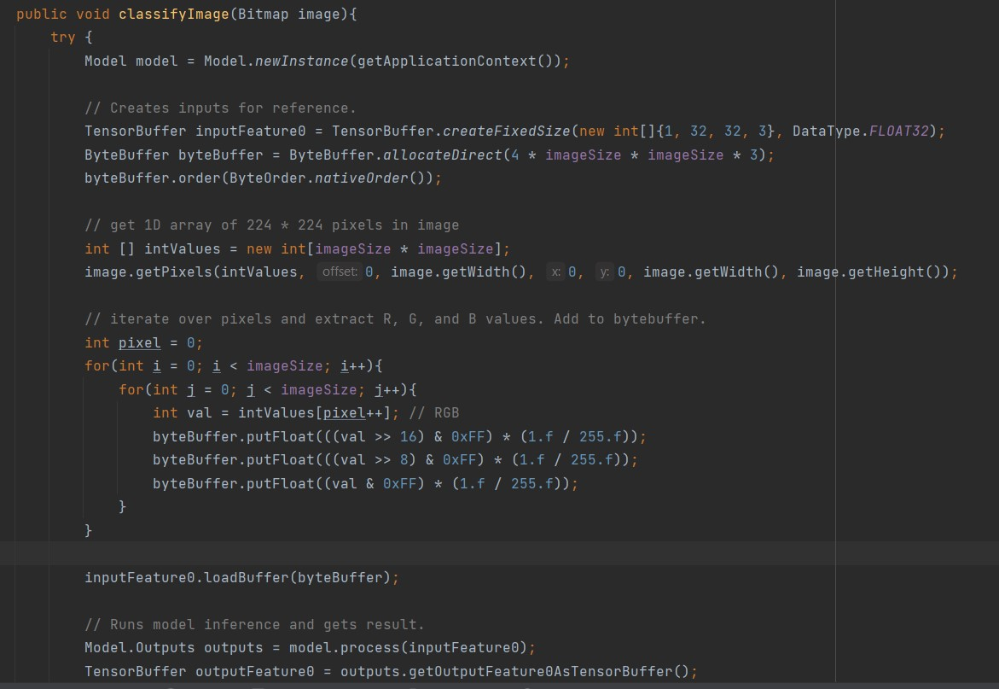 public void classifyImage(Bitmap image){
try {
Model model = Model.newInstance(getApplicationContext());
// Creates inputs for reference.
TensorBuffer inputFeature0 = TensorBuffer.createFixedSize(new int[]{1, 32, 32, 3}, DataType.FLOAT32);
ByteBuffer byteBuffer = ByteBuffer.allocateDirect(4 * imageSize * imageSize * 3);
byteBuffer.order(ByteOrder.nativeOrder());
// get 1D array of 224 * 224 pixels in image
int [] intValues = new int[imageSize * imageSize];
image.getPixels(intValues, offset: 0, image.getWidth(), x: 0, y: 0, image.getWidth(), image.getHeight());
// iterate over pixels and extract R, G, and B values. Add to bytebuffer.
int pixel = 0;
for(int i = 0; i < imageSize; i++){
for(int j = 0; j < imageSize; j++){
int val = intValues[pixel++]; // RGB
byteBuffer.putFloat(((val >> 16) & 0xFF) * (1.f / 255.f));
byteBuffer.putFloat(((val >> 8) & 0xFF) * (1.f / 255.f));
byteBuffer.putFloat((val & 0xFF) * (1.f / 255.f));
}
}
inputFeature0.loadBuffer(byteBuffer);
// Runs model inference and gets result.
Model.Outputs outputs = model.process(inputFeature0);
TensorBuffer outputFeature0 = outputs.getOutputFeature0AsTensorBuffer();